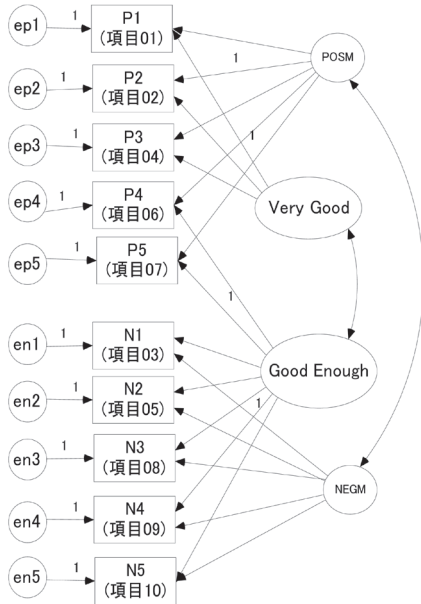 ep1
1
P1
(項目01)
POSM
1
ep2
1
P2
(項目02)
ep3
1
P3
(項目04)
1
ep4
1
P4
(項目06)
Very Good
ep5
1
P5
(項目07)
1
en1
1
N1
(項目03)
Good Enough
en2
1
N2
(項目05)
1
en3
1
N3
(項目08)
NEGM
en4
1
N4
(項目09)
en5
1
N5
(項目10)